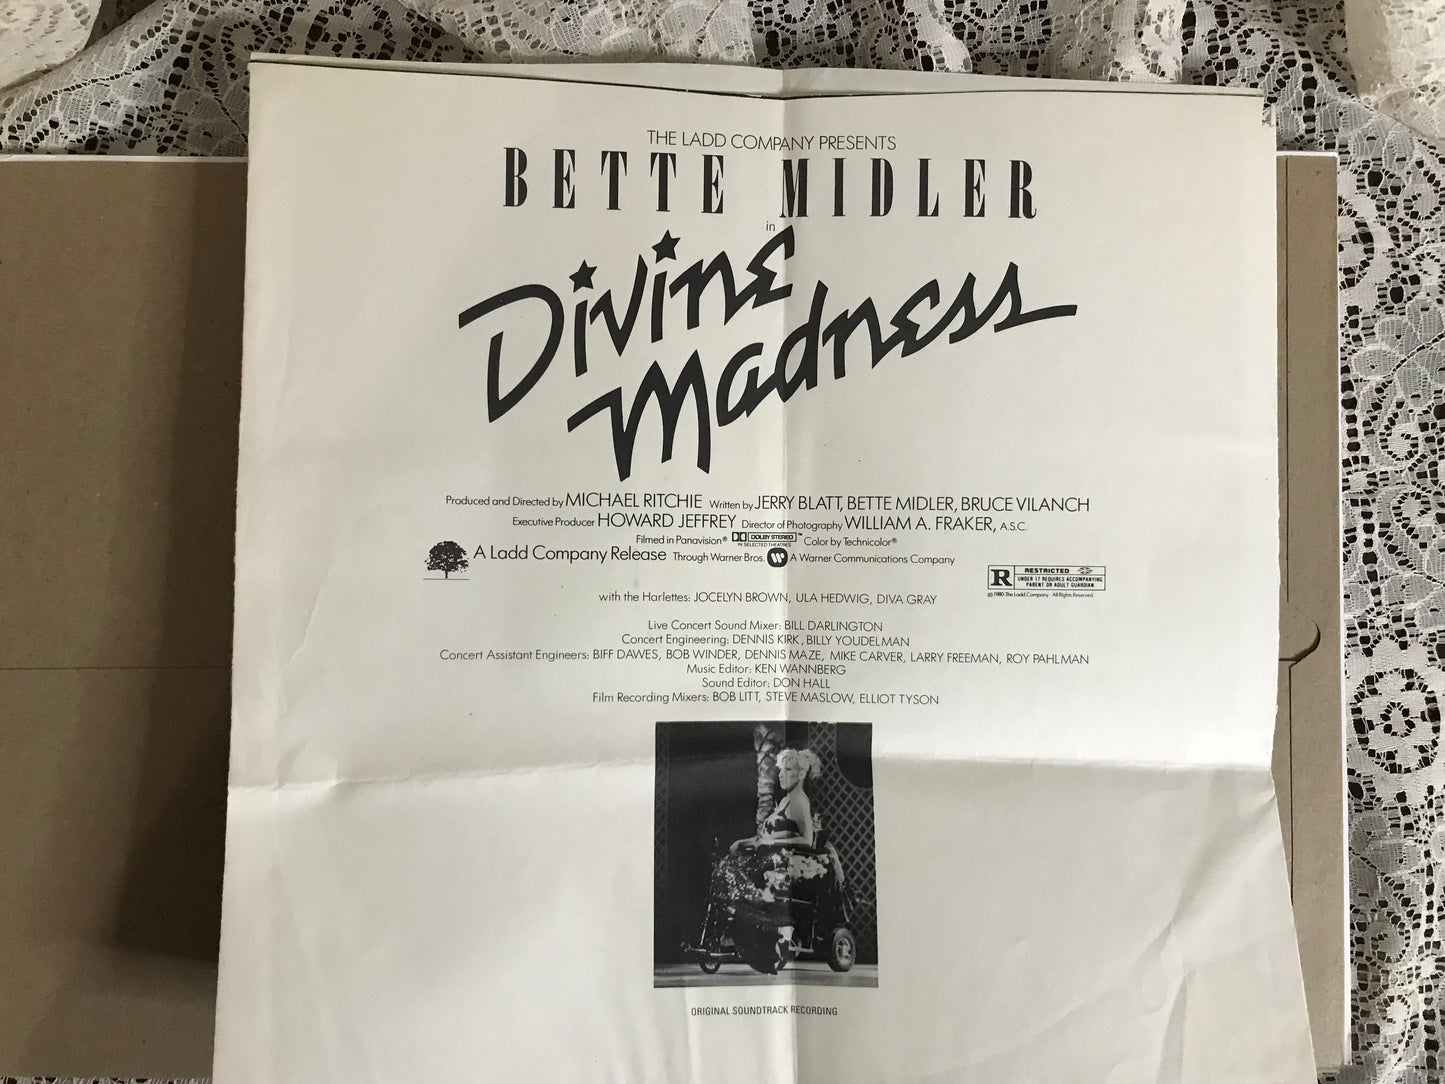 THE LADD COMPANY PRESENTS
BETTE MIDLER
in
Divine
Madness
Produced and Directed by MICHAEL RITCHIE Written by JERRY BLATT, BETTE MIDLER, BRUCE VILANCH
Executive Producer HOWARD JEFFREY Director of Photography WILLIAM A. FRAKER, A.S.C.
Filmed in Panavision® DOLBY STEREO™ IN SELECTED THEATRES Color by Technicolor®
A Ladd Company Release Through Warner Bros. A Warner Communications Company
R RESTRICTED
UNDER 17 REQUIRES ACCOMPANYING
PARENT OR ADULT GUARDIAN
© 1980 The Ladd Company All Rights Reserved.
with the Harlettes: JOCELYN BROWN, ULA HEDWIG, DIVA GRAY
Live Concert Sound Mixer: BILL DARLINGTON
Concert Engineering: DENNIS KIRK, BILLY YOUDELMAN
Concert Assistant Engineers: BIFF DAWES, BOB WINDER, DENNIS MAZE, MIKE CARVER, LARRY FREEMAN, ROY PAHLMAN
Music Editor: KEN WANNBERG
Sound Editor: DON HALL
Film Recording Mixers: BOB LITT, STEVE MASLOW, ELLIOT TYSON
ORIGINAL SOUNDTRACK RECORDING